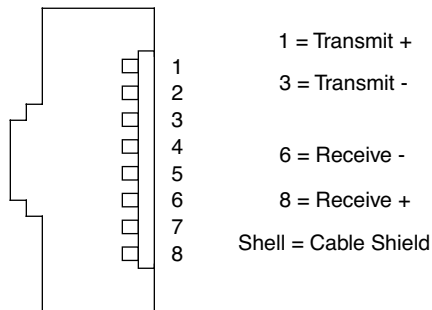 1
2
3
4
5
6
7
8
1 = Transmit +
3 = Transmit -
6 = Receive -
8 = Receive +
Shell = Cable Shield